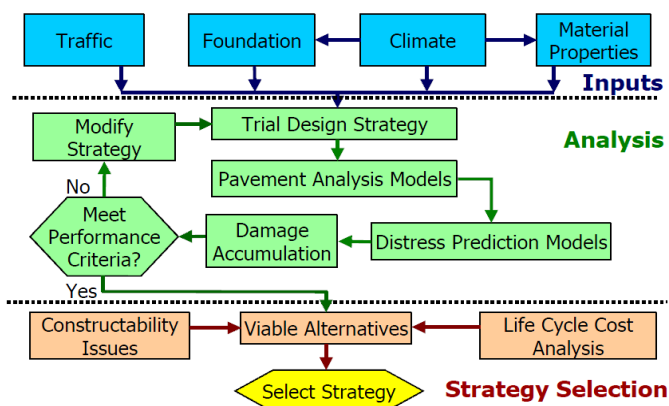 Traffic
Foundation
Climate
Material
Properties
Inputs
Modify
Strategy
Trial Design Strategy
Analysis
Pavement Analysis Models
No
Meet
Performance
Criteria?
Damage
Accumulation
Distress Prediction Models
Yes
Constructability
Issues
Viable Alternatives
Life Cycle Cost
Analysis
Select Strategy
Strategy Selection